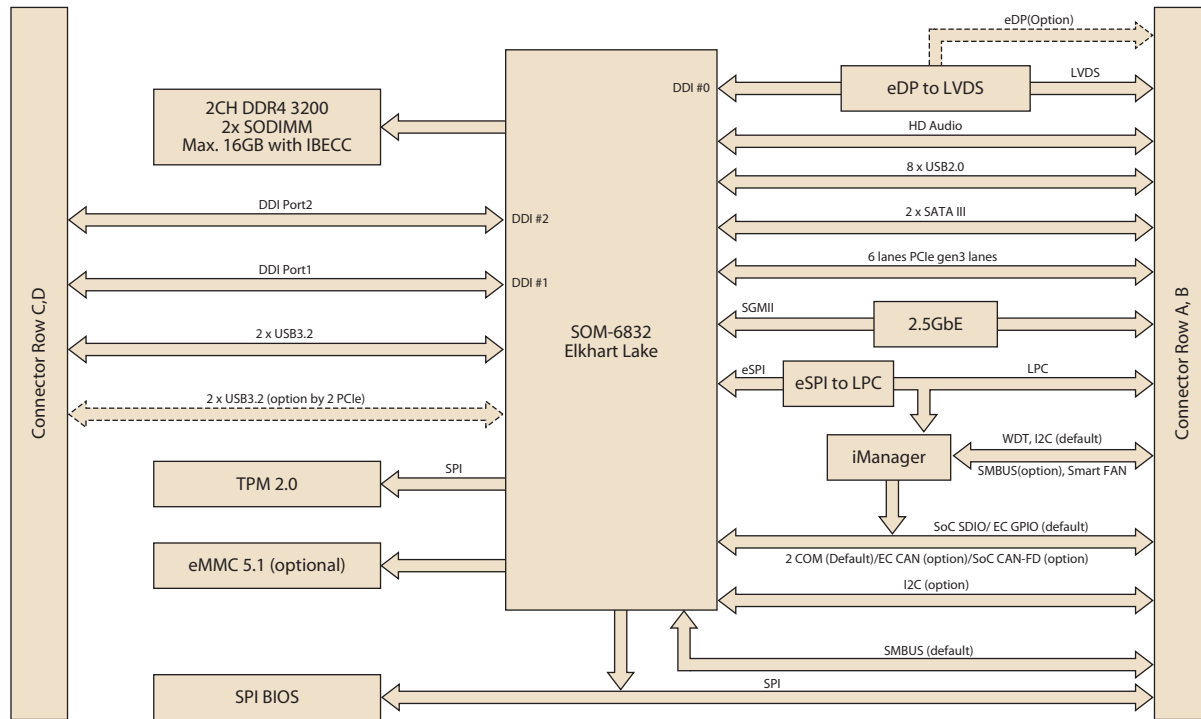 eDP(Option)
DDI #0
eDP to LVDS
LVDS
2CH DDR4 3200
2x SODIMM
Max. 16GB with IBECC
HD Audio
8 x USB2.0
DDI Port2
DDI #2
2 x SATA III
DDI Port1
DDI #1
6 lanes PCIe gen3 lanes
Connector Row C,D
SOM-6832
Elkhart Lake
SGMII
2.5GbE
Connector Row A, B
2 x USB3.2
eSPI
eSPI to LPC
LPC
2 x USB3.2 (option by 2 PCIe)
iManager
WDT, I2C (default)
SMBUS(option), Smart FAN
TPM 2.0
SPI
SoC SDIO/ EC GPIO (default)
2 COM (Default)/EC CAN (option)/SoC CAN-FD (option)
eMMC 5.1 (optional)
I2C (option)
SMBUS (default)
SPI BIOS
SPI